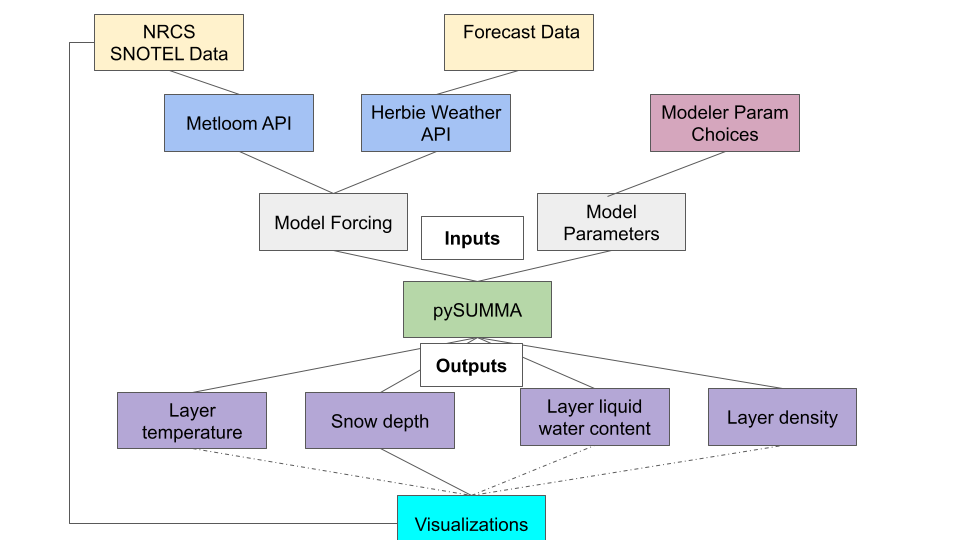 NRCS
SNOTEL Data
Forecast Data
Metloom API
Herbie Weather
API
Modeler Param
Choices
Model Forcing
Model
Parameters
Inputs
pySUMMA
Outputs
Layer
temperature
Snow depth
Layer liquid
water content
Layer density
Visualizations